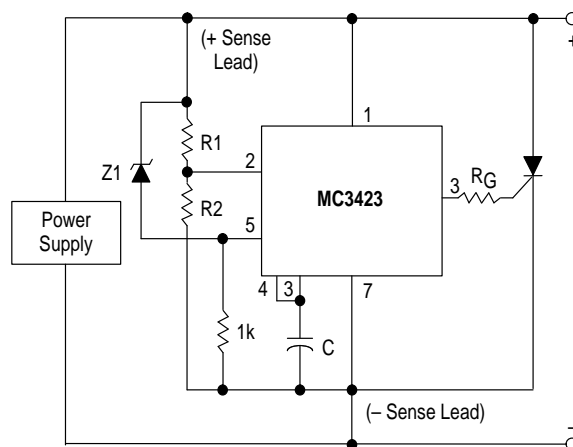 (+ Sense
Lead)
+
1
R1
2
Z1
MC3423
3
RG
Power
Supply
R2
5
4
3
7
1k
C
(– Sense Lead)
–